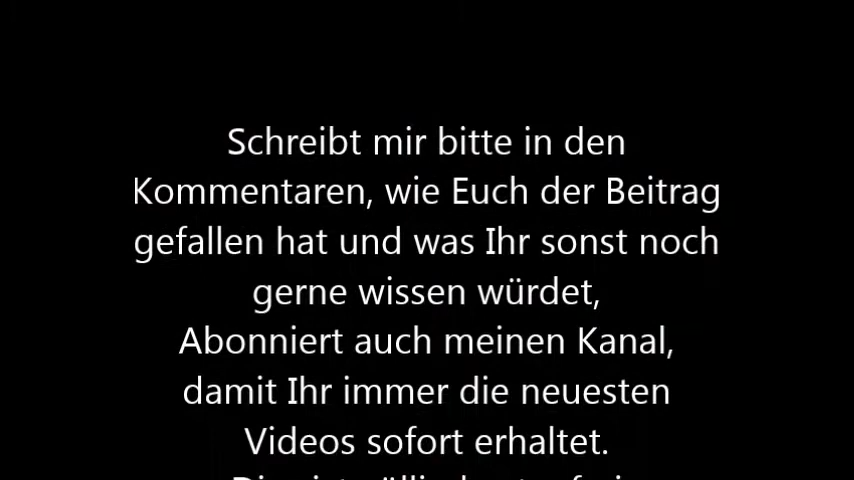 Schreibt mir bitte in den
Kommentaren, wie Euch der Beitrag
gefallen hat und was Ihr sonst noch
gerne wissen würdet,
Abonniert auch meinen Kanal,
damit Ihr immer die neuesten
Videos sofort erhaltet.